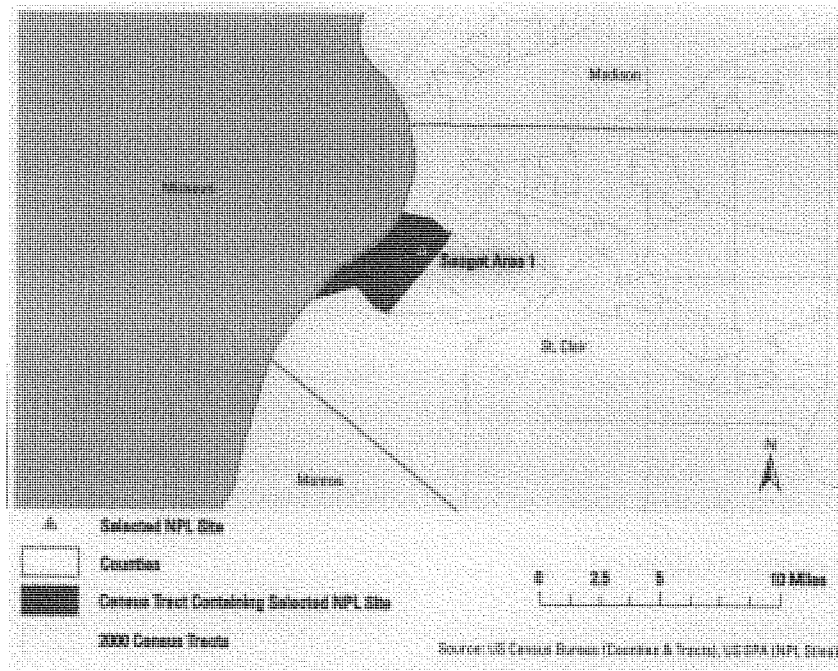 Madison
Missouri
Sauget Area 1
St. Clair
N
Monroe
Selected NPL Site
Counties
Census Tract Containing Selected NPL Site
2000 Census Tracts
0 2.5 5 10 Miles
Source: US Census Bureau (Counties & Tracts), US EPA (NPL Sites)